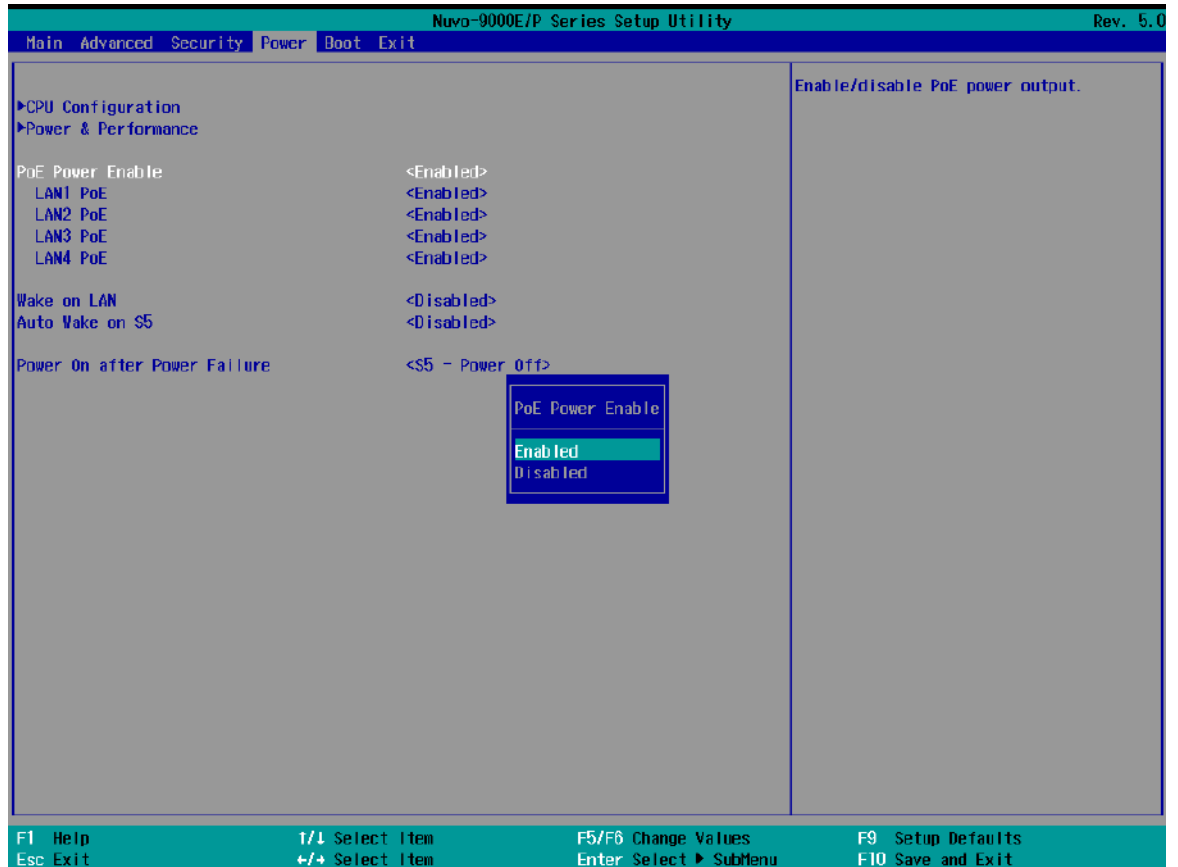 Nuvo-9000E/P Series Setup Utility Rev. 5.0
Main Advanced Security Power Boot Exit
Enable/disable PoE power output.
►CPU Configuration
►Power & Performance
PoE Power Enable <Enabled>
LAN1 PoE <Enabled>
LAN2 PoE <Enabled>
LAN3 PoE <Enabled>
LAN4 PoE <Enabled>
Wake on LAN <Disabled>
Auto Wake on S5 <Disabled>
Power On after Power Failure <S5 - Power Off>
PoE Power Enable
Enabled
Disabled
F1 Help ↑/↓ Select Item F5/F6 Change Values F9 Setup Defaults
Esc Exit ←/→ Select Item Enter Select ► SubMenu F10 Save and Exit